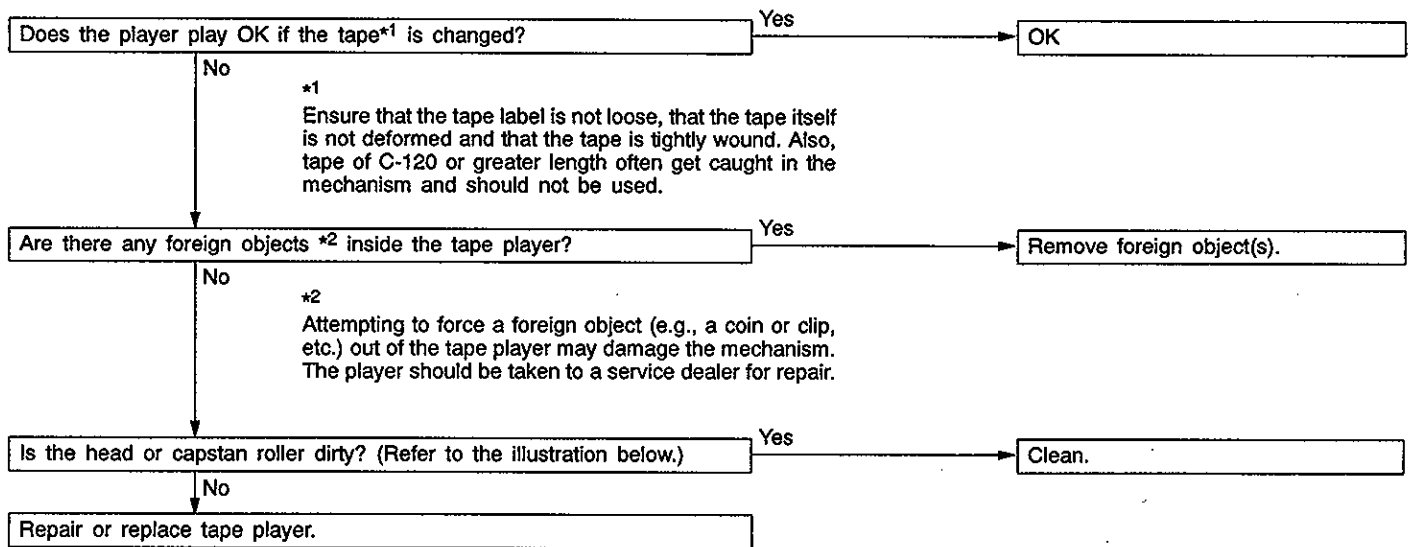 Does the player play OK if the tape*1 is changed?
Yes
OK
No
*1
Ensure that the tape label is not loose, that the tape itself
is not deformed and that the tape is tightly wound. Also,
tape of C-120 or greater length often get caught in the
mechanism and should not be used.
Are there any foreign objects *2 inside the tape player?
Yes
Remove foreign object(s).
No
*2
Attempting to force a foreign object (e.g., a coin or clip,
etc.) out of the tape player may damage the mechanism.
The player should be taken to a service dealer for repair.
Is the head or capstan roller dirty? (Refer to the illustration below.)
Yes
Clean.
No
Repair or replace tape player.